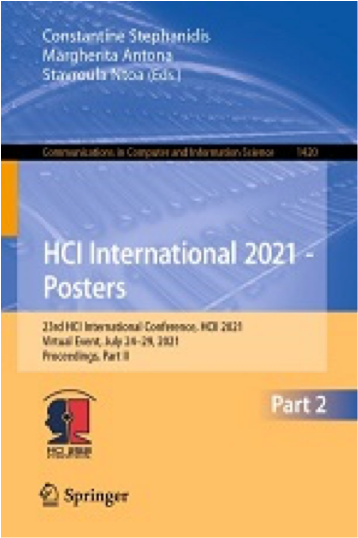 Constantine Stephanidis
Margherita Antona
Stavroula Ntoa (Eds.)
Communications in Computer and Information Science 1420
HCI International 2021 -
Posters
23rd HCI International Conference, HCII 2021
Virtual Event, July 24–29, 2021
Proceedings, Part II
Part 2
Springer